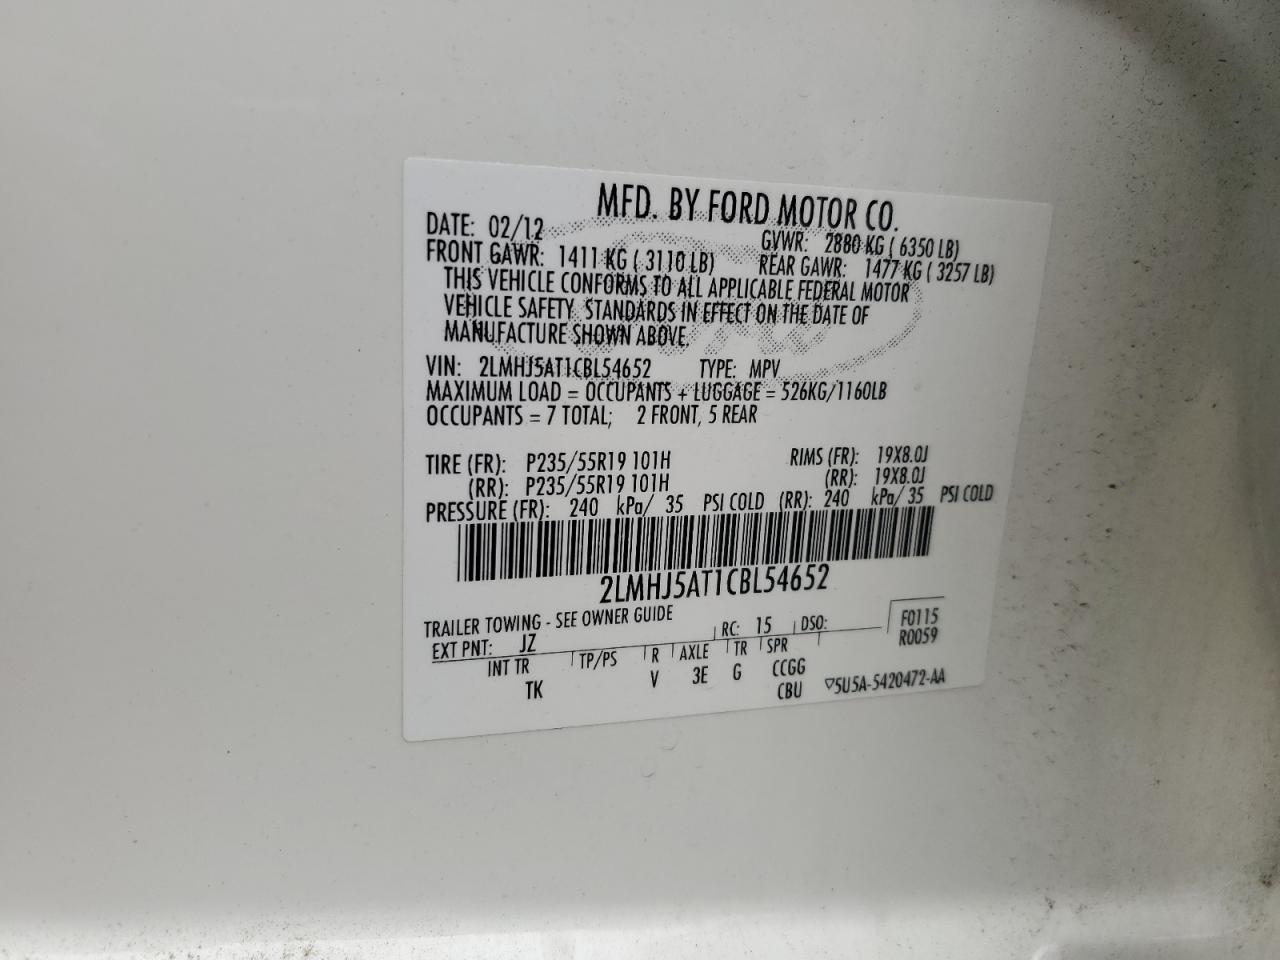 MFD. BY FORD MOTOR CO.
DATE: 02/12 GVWR: 2880 KG ( 6350 LB)
FRONT GAWR: 1411 KG ( 3110 LB) REAR GAWR: 1477 KG ( 3257 LB)
THIS VEHICLE CONFORMS TO ALL APPLICABLE FEDERAL MOTOR
VEHICLE SAFETY STANDARDS IN EFFECT ON THE DATE OF
MANUFACTURE SHOWN ABOVE.
VIN: 2LMHJ5AT1CBL54652 TYPE: MPV
MAXIMUM LOAD = OCCUPANTS + LUGGAGE = 526KG/1160LB
OCCUPANTS = 7 TOTAL; 2 FRONT, 5 REAR
TIRE (FR): P235/55R19 101H RIMS (FR): 19X8.0J
(RR): P235/55R19 101H (RR): 19X8.0J
PRESSURE (FR): 240 kPa/ 35 PSI COLD (RR): 240 kPa/ 35 PSI COLD
2LMHJ5AT1CBL54652
TRAILER TOWING - SEE OWNER GUIDE
EXT PNT: JZ RC: 15 DSO: F0115
R0059
INT TR TP/PS R AXLE TR SPR
TK V 3E G CCGG
CBU ▽5U5A-5420472-AA